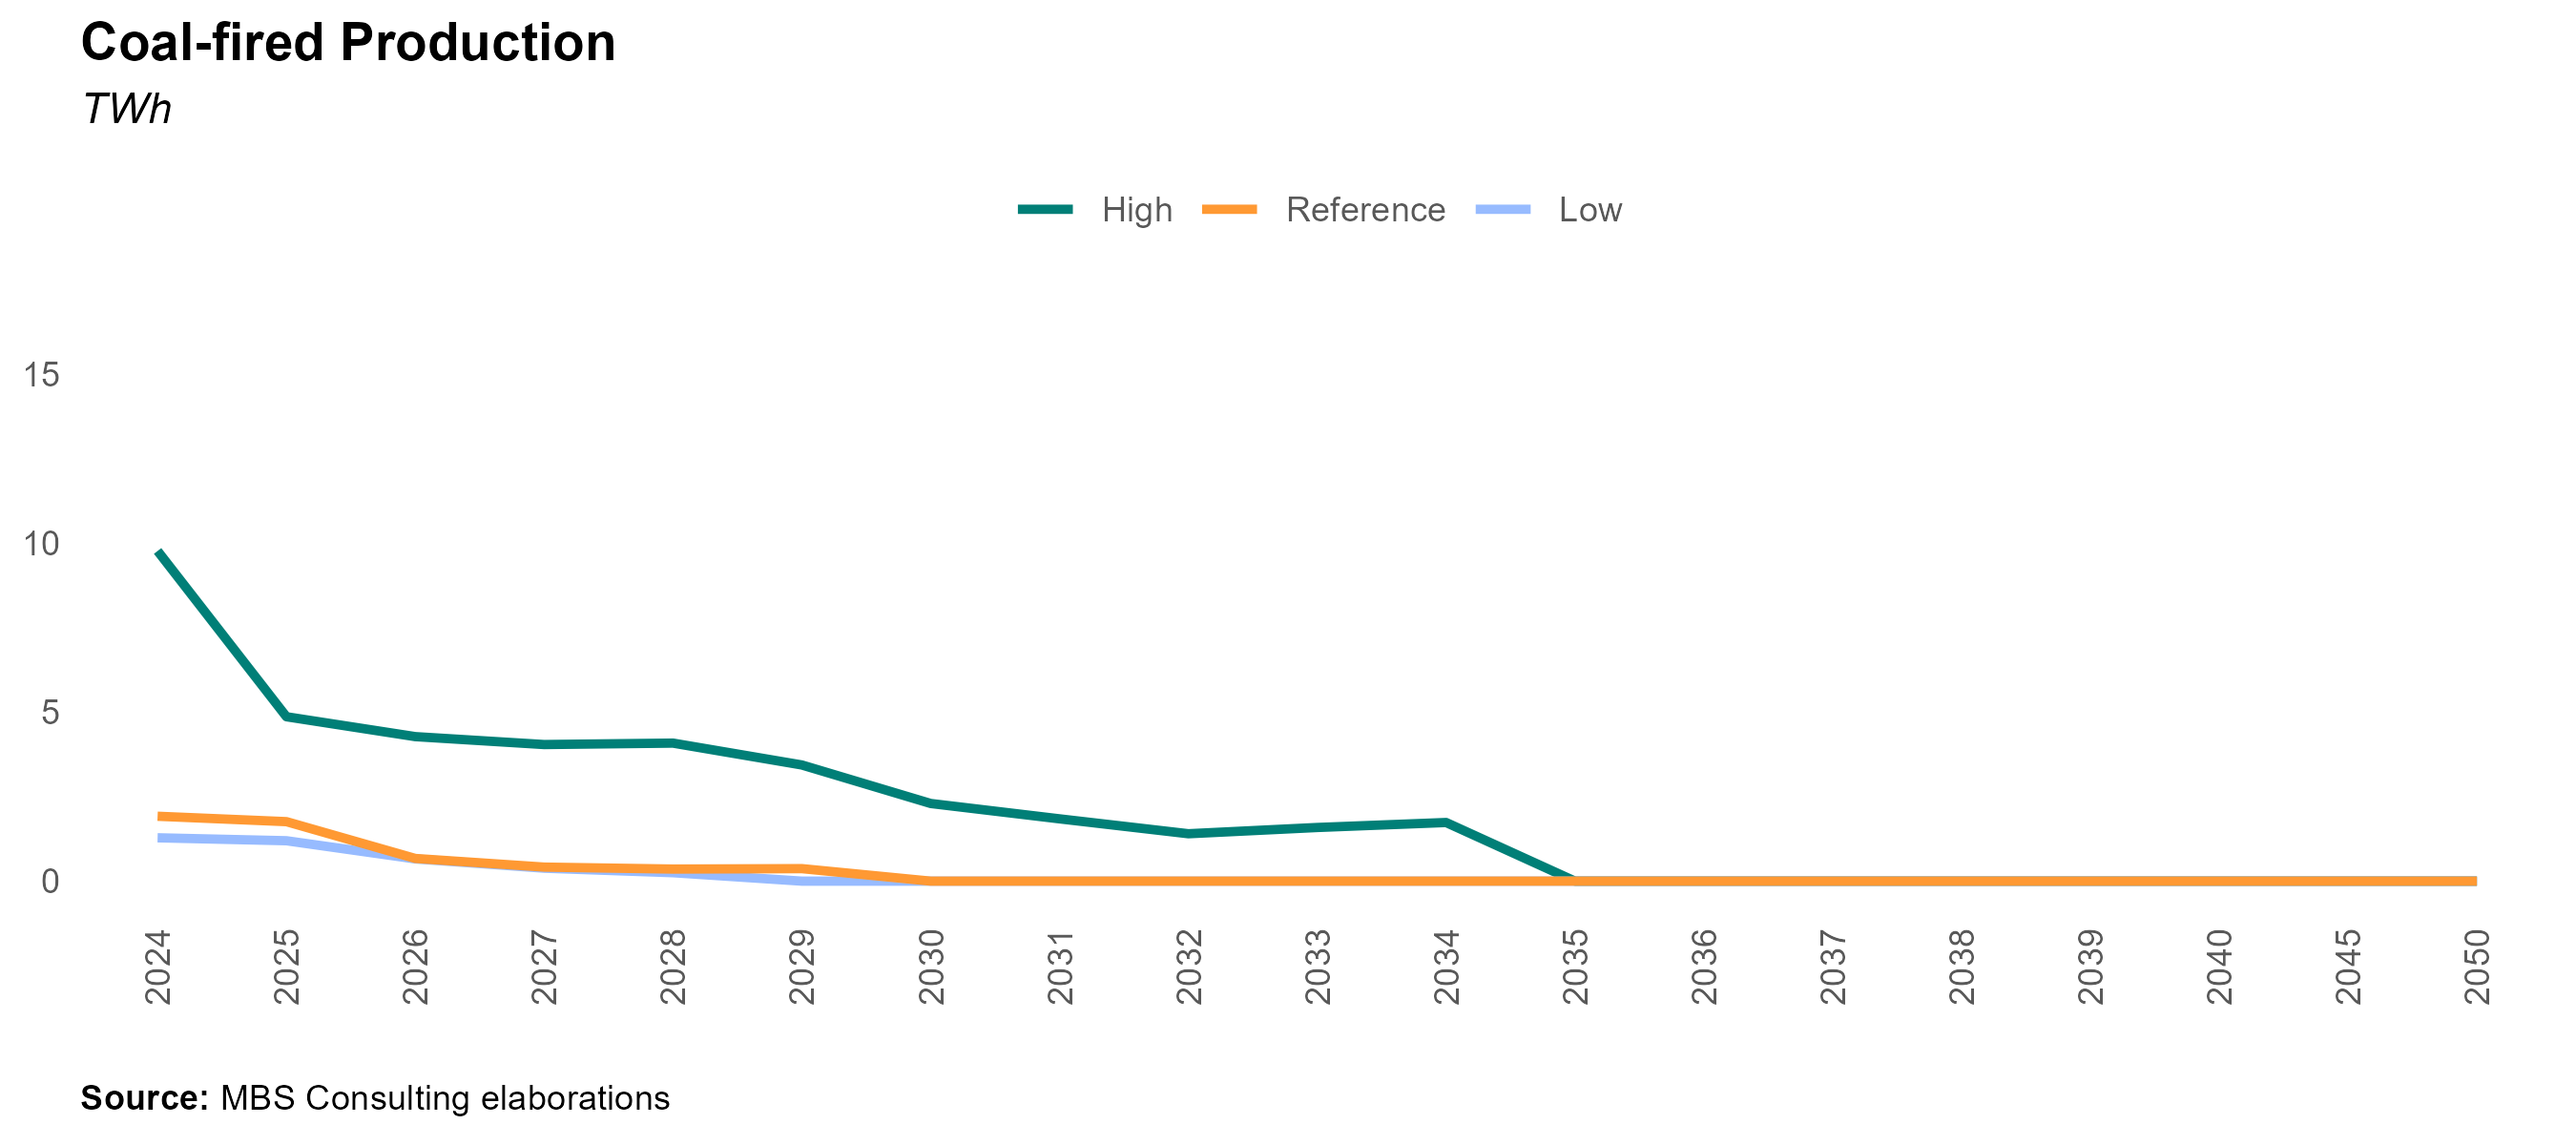 Coal-fired Production
TWh
High Reference Low
15
10
5
0
2024 2025 2026 2027 2028 2029 2030 2031 2032 2033 2034 2035 2036 2037 2038 2039 2040 2045 2050
Source: MBS Consulting elaborations